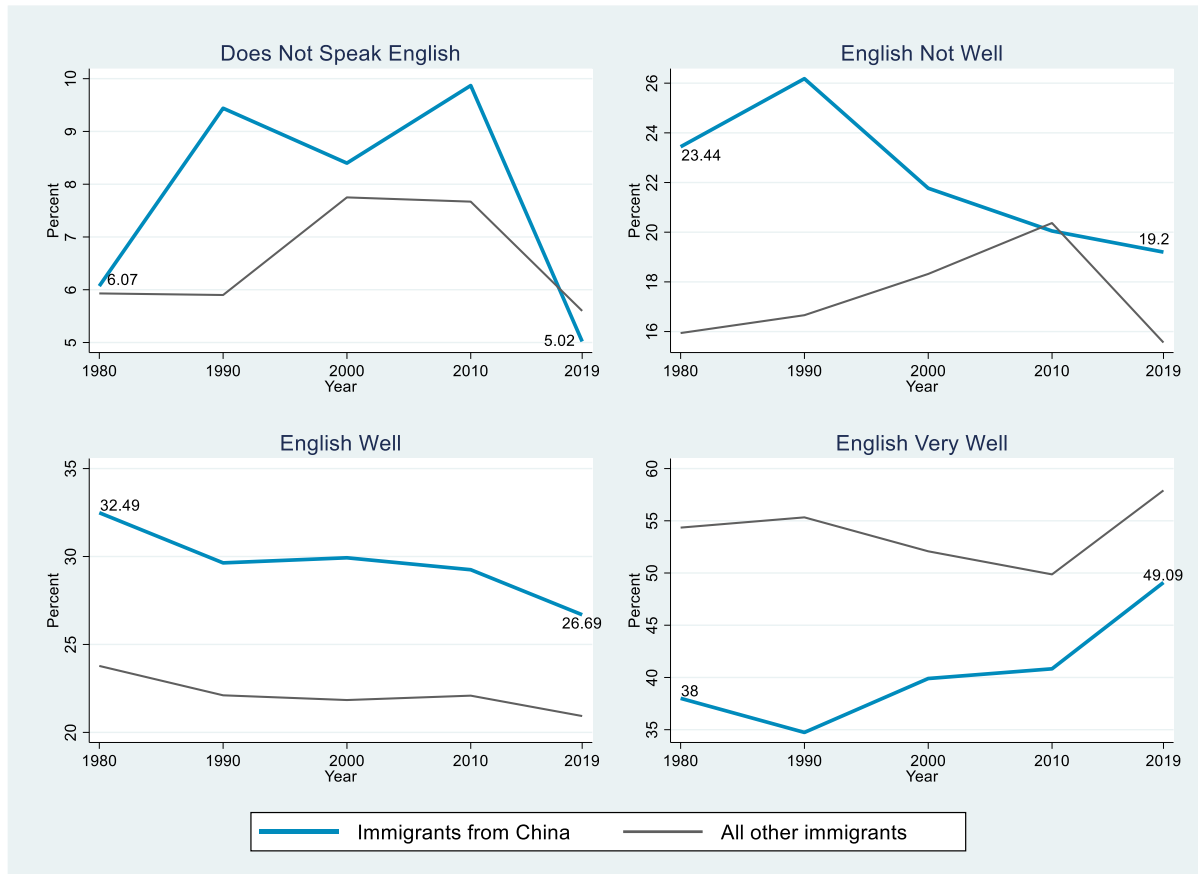 Does Not Speak English
10
9
8
7
6
5
Percent
6.07
5.02
1980 1990 2000 2010 2019
Year
English Not Well
26
24
22
20
18
16
Percent
23.44
19.2
1980 1990 2000 2010 2019
Year
English Well
35
30
25
20
Percent
32.49
26.69
1980 1990 2000 2010 2019
Year
English Very Well
60
55
50
45
40
35
Percent
38
49.09
1980 1990 2000 2010 2019
Year
Immigrants from China All other immigrants